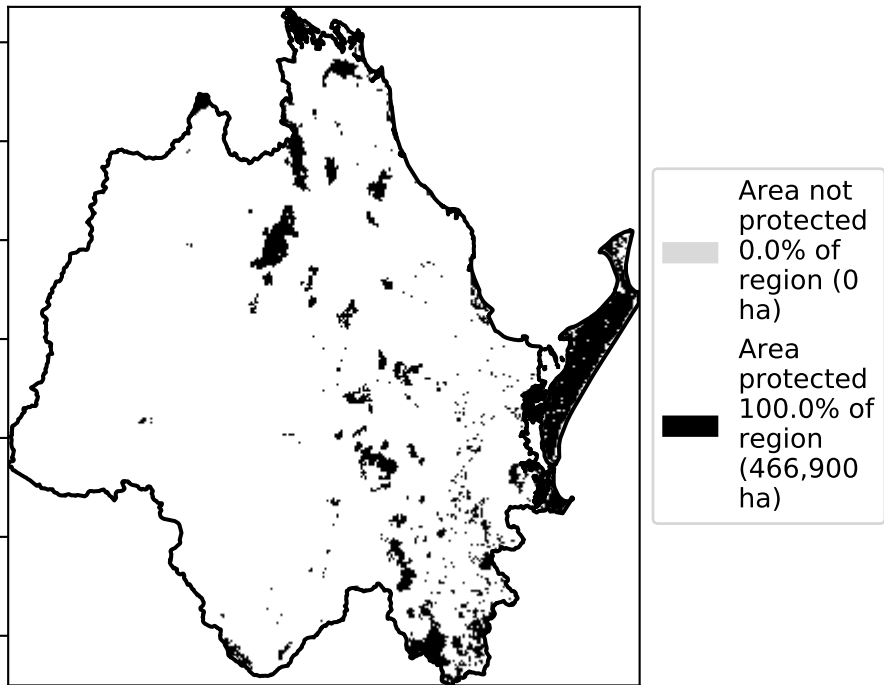 Area not
protected
0.0% of
region (0
ha)
Area
protected
100.0% of
region
(466,900
ha)